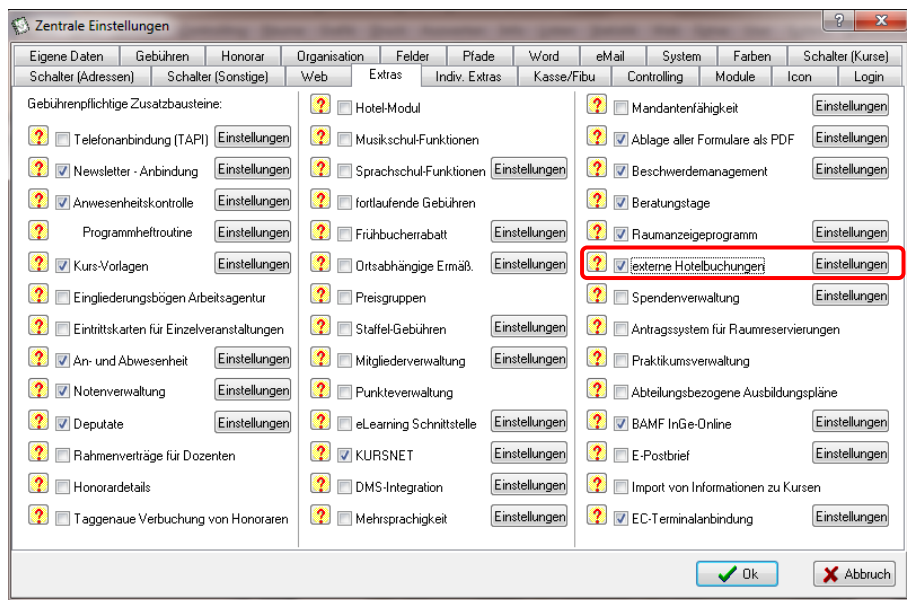 Zentrale Einstellungen
Eigene Daten Gebühren Honorar Organisation Felder Pfade Word eMail System Farben Schalter (Kurse)
Schalter (Adressen) Schalter (Sonstige) Web Extras Indiv. Extras Kasse/Fibu Controlling Module Icon Login
Gebührenpflichtige Zusatzbausteine:
Telefonanbindung (TAPI) Einstellungen
Newsletter - Anbindung Einstellungen
Anwesenheitskontrolle Einstellungen
Programmheftroutine Einstellungen
Kurs-Vorlagen Einstellungen
Eingliederungsbögen Arbeitsagentur
Eintrittskarten für Einzelveranstaltungen
An- und Abwesenheit Einstellungen
Notenverwaltung Einstellungen
Deputate Einstellungen
Rahmenverträge für Dozenten
Honorardetails
Taggenaue Verbuchung von Honoraren
Hotel-Modul
Musikschul-Funktionen
Sprachschul-Funktionen Einstellungen
fortlaufende Gebühren
Frühbucherrabatt Einstellungen
Ortsabhängige Ermäß. Einstellungen
Preisgruppen
Staffel-Gebühren Einstellungen
Mitgliederverwaltung Einstellungen
Punkteverwaltung
eLearning Schnittstelle Einstellungen
KURSNET Einstellungen
DMS-Integration Einstellungen
Mehrsprachigkeit Einstellungen
Mandantenfähigkeit Einstellungen
Ablage aller Formulare als PDF Einstellungen
Beschwerdemanagement Einstellungen
Beratungstage
Raumanzeigeprogramm Einstellungen
externe Hotelbuchungen Einstellungen
Spendenverwaltung Einstellungen
Antragssystem für Raumreservierungen
Praktikumsverwaltung
Abteilungsbezogene Ausbildungspläne
BAMF InGe-Online Einstellungen
E-Postbrief Einstellungen
Import von Informationen zu Kursen
EC-Terminalanbindung Einstellungen
Ok Abbruch